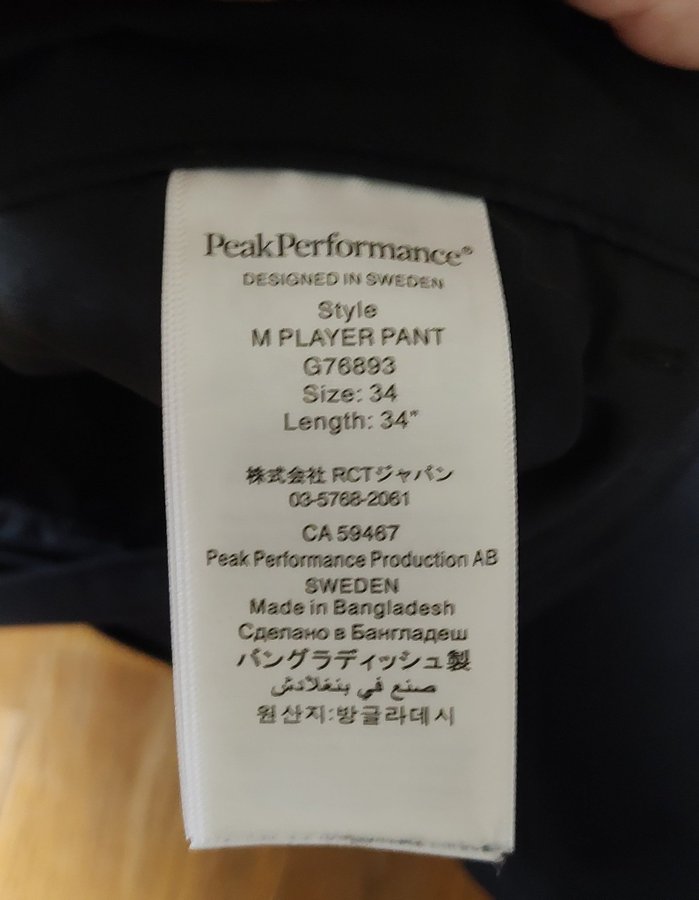 PeakPerformance®
DESIGNED IN SWEDEN
Style
M PLAYER PANT
G76893
Size: 34
Length: 34"
株式会社 RCTジャパン
03-5768-2061
CA 59467
Peak Performance Production AB
SWEDEN
Made in Bangladesh
Сделано в Бангладеш
バングラディッシュ製
صنع في بنغلادش
원산지:방글라데시